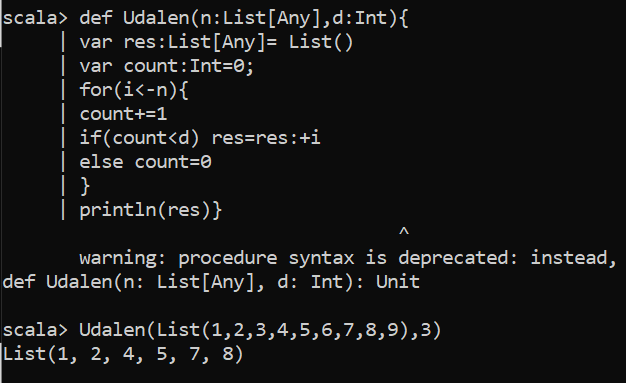 scala> def Udalen(n:List[Any],d:Int){
     | var res:List[Any]= List()
     | var count:Int=0;
     | for(i<-n){
     | count+=1
     | if(count<d) res=res:+i
     | else count=0
     | }
     | println(res)}
                                  ^
       warning: procedure syntax is deprecated: instead,
def Udalen(n: List[Any], d: Int): Unit
scala> Udalen(List(1,2,3,4,5,6,7,8,9),3)
List(1, 2, 4, 5, 7, 8)